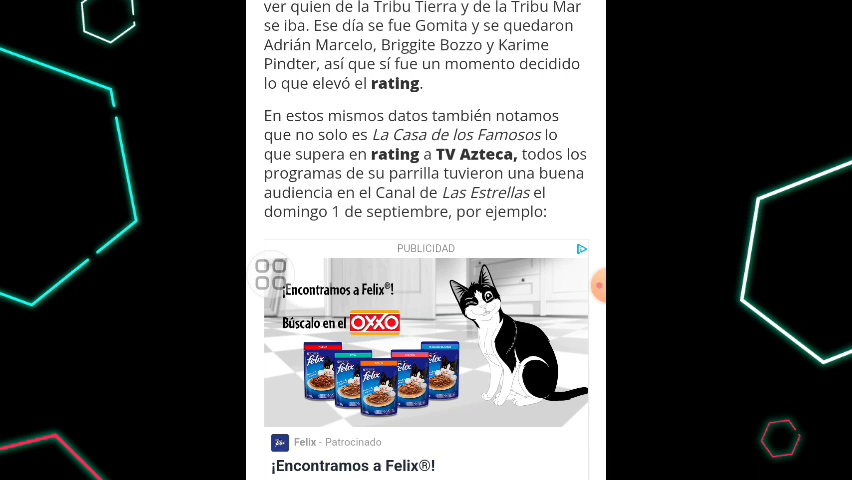 ver quien de la Tribu Tierra y de la Tribu Mar
se iba. Ese día se fue Gomita y se quedaron
Adrián Marcelo, Briggite Bozzo y Karime
Pindter, así que sí fue un momento decidido
lo que elevó el rating.
En estos mismos datos también notamos
que no solo es La Casa de los Famosos lo
que supera en rating a TV Azteca, todos los
programas de su parrilla tuvieron una buena
audiencia en el Canal de Las Estrellas el
domingo 1 de septiembre, por ejemplo:
PUBLICIDAD
¡Encontramos a Felix®!
Búscalo en el OXXO
felix
felix
felix
felix
felix
Felix - Patrocinado
¡Encontramos a Felix®!